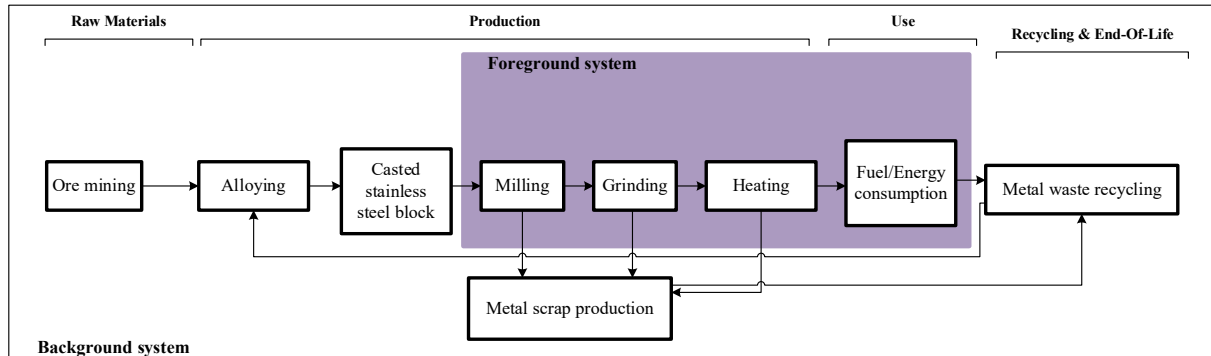 Raw Materials
Production
Use
Recycling & End-Of-Life
Foreground system
Ore mining
Alloying
Casted
stainless
steel block
Milling
Grinding
Heating
Fuel/Energy
consumption
Metal waste recycling
Metal scrap production
Background system